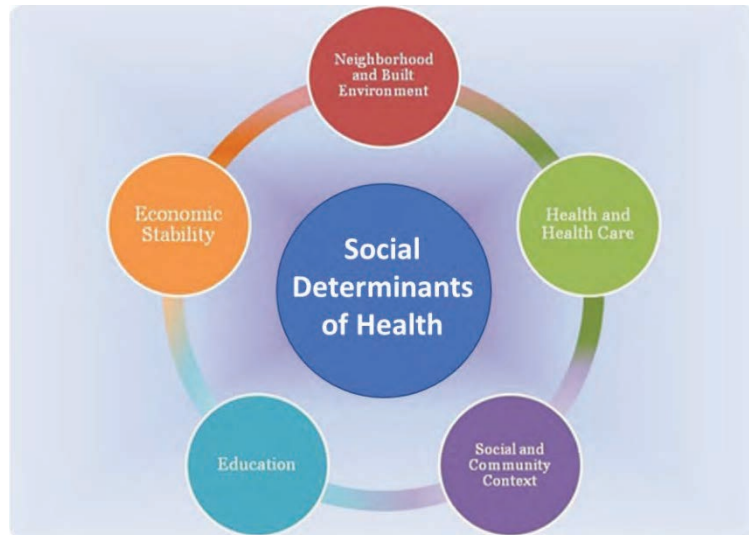 Neighborhood
and Built
Environment
Economic
Stability
Health and
Health Care
Social
Determinants
of Health
Education
Social and
Community
Context